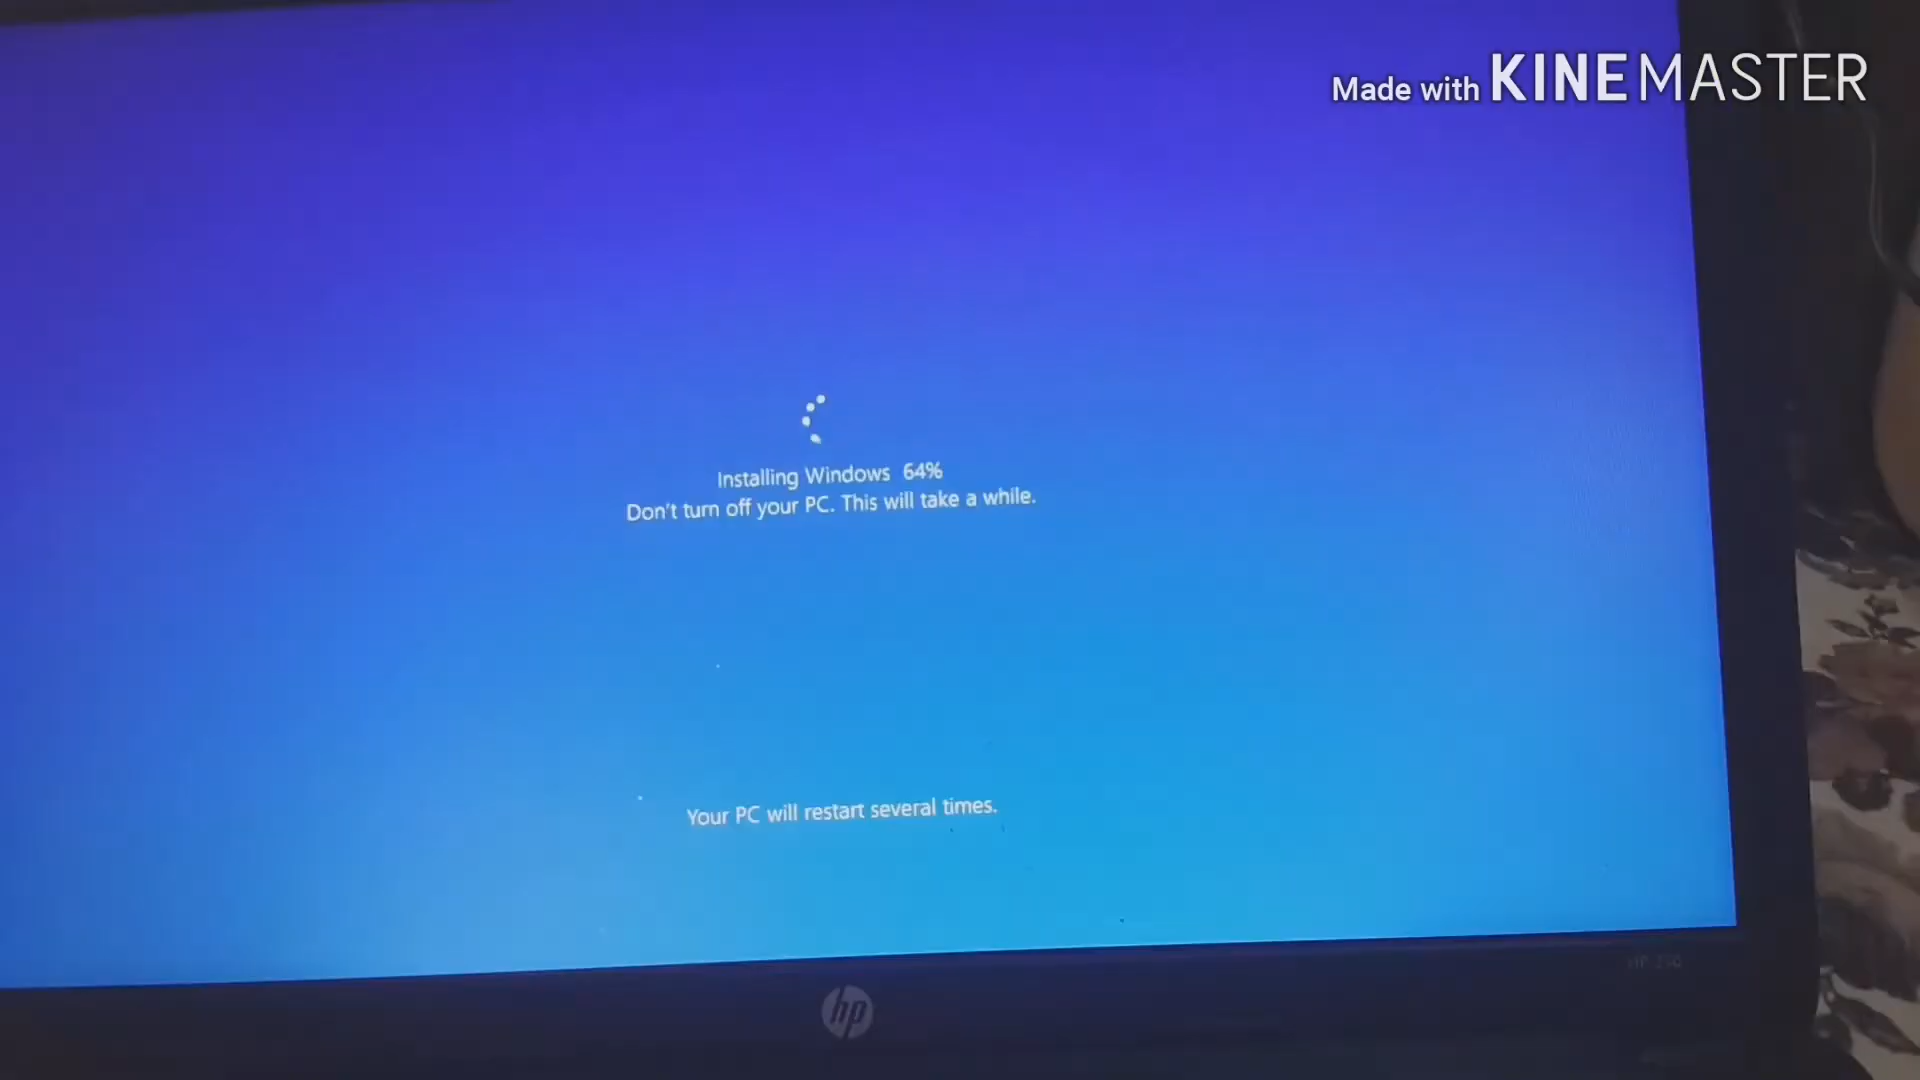 Made with KINEMASTER
Installing Windows 64%
Don't turn off your PC. This will take a while.
Your PC will restart several times.
hp